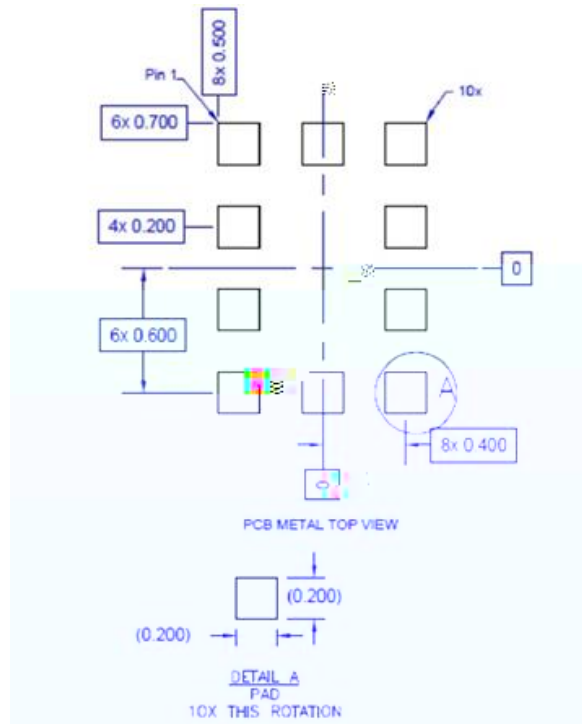 8x 0.500
Pin 1
10x
6x 0.700
4x 0.200
0
6x 0.600
A
8x 0.400
PCB METAL TOP VIEW
(0.200)
(0.200)
DETAIL A
PAD
10X THIS ROTATION